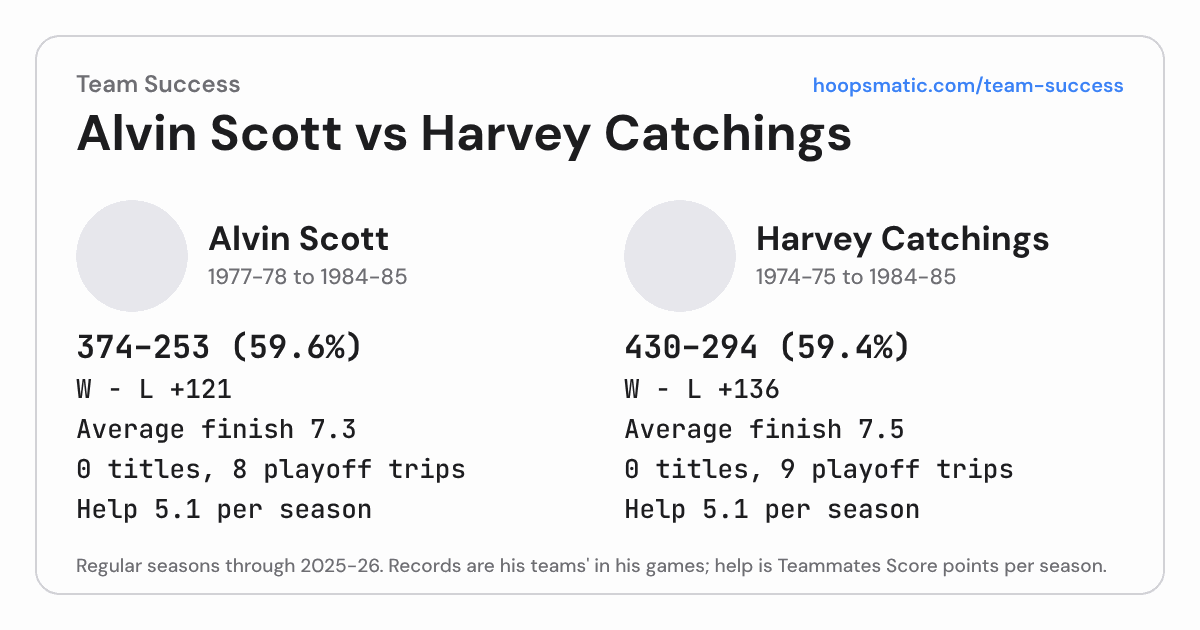 Team Success
hoopsmatic.com/team-success
Alvin Scott vs Harvey Catchings
Alvin Scott
1977-78 to 1984-85
374-253 (59.6%)
W - L +121
Average finish 7.3
0 titles, 8 playoff trips
Help 5.1 per season
Harvey Catchings
1974-75 to 1984-85
430-294 (59.4%)
W - L +136
Average finish 7.5
0 titles, 9 playoff trips
Help 5.1 per season
Regular seasons through 2025-26. Records are his teams' in his games; help is Teammates Score points per season.